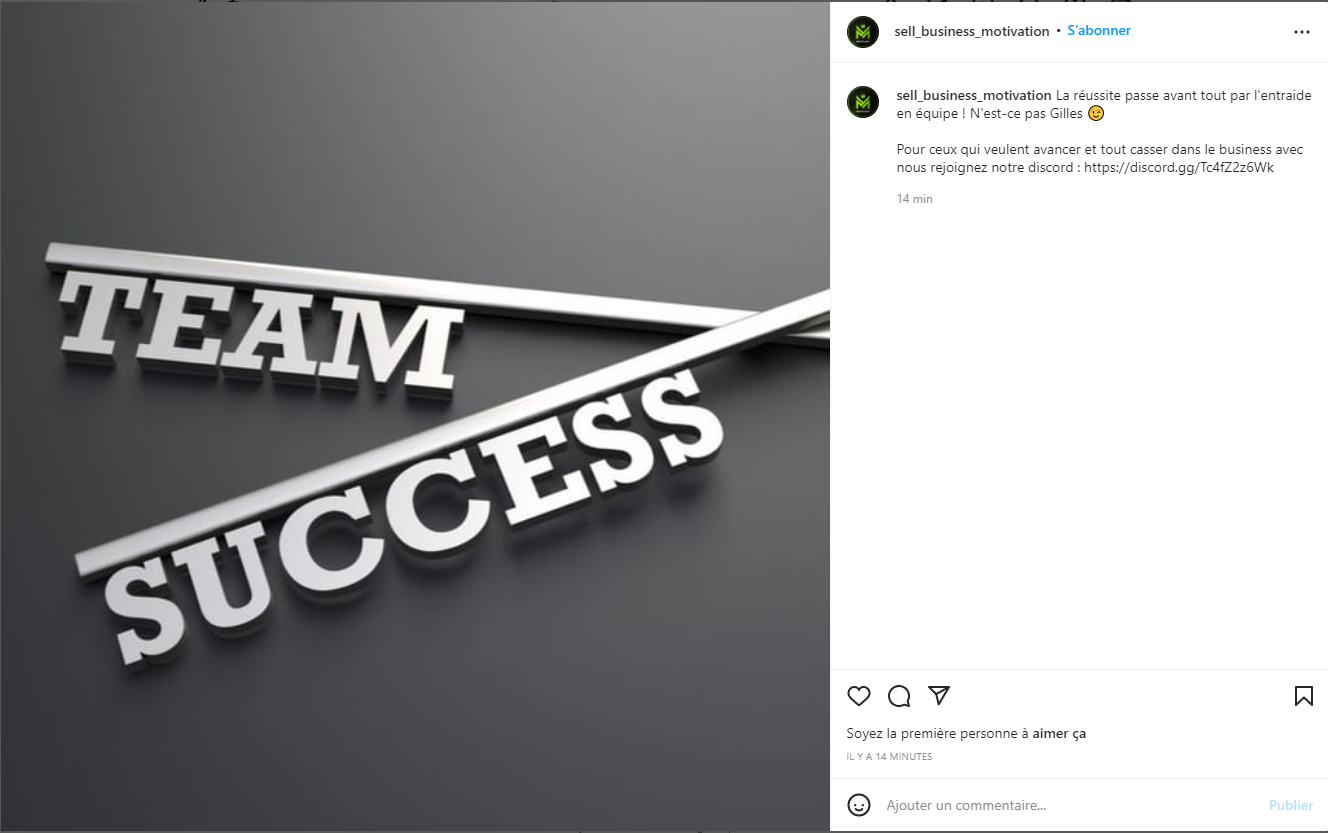 TEAM
SUCCESS
sell_business_motivation • S'abonner
sell_business_motivation La réussite passe avant tout par l'entraide
en équipe ! N'est-ce pas Gilles 😉
Pour ceux qui veulent avancer et tout casser dans le business avec
nous rejoignez notre discord : https://discord.gg/Tc4fZ2z6Wk
14 min
Soyez la première personne à aimer ça
IL Y A 14 MINUTES
Ajouter un commentaire... Publier